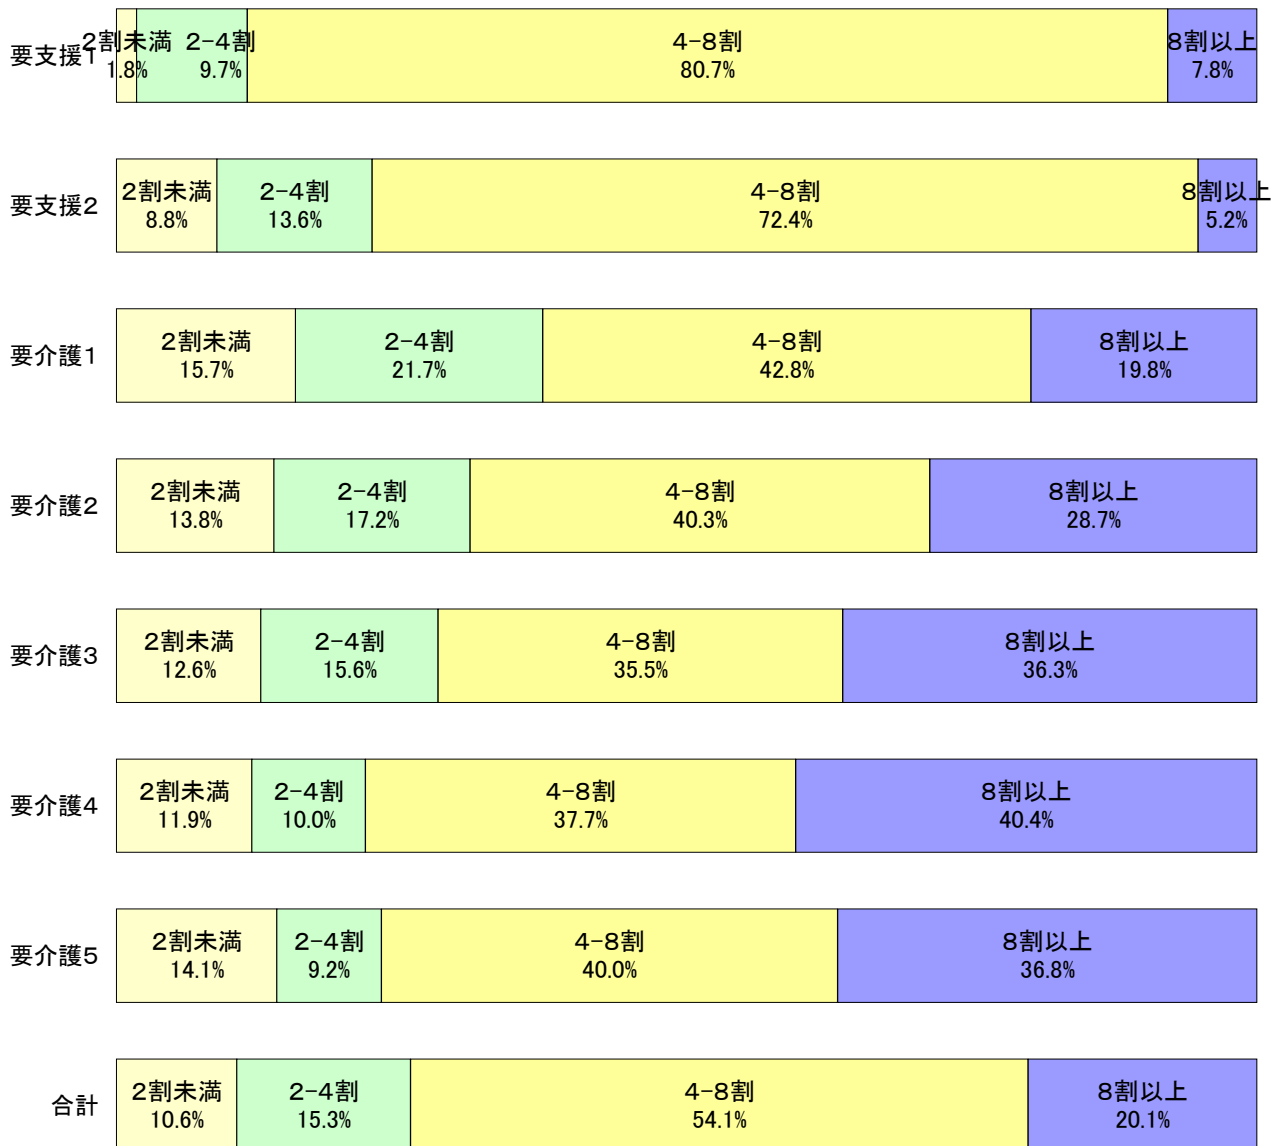 ２割未満 ２−４割 ４−８割 ８割以上
要支援１
1.8% 9.7% 80.7% 7.8%
２割未満 ２−４割 ４−８割 ８割以上
要支援２
8.8% 13.6% 72.4% 5.2%
２割未満 ２−４割 ４−８割 ８割以上
要介護１
15.7% 21.7% 42.8% 19.8%
２割未満 ２−４割 ４−８割 ８割以上
要介護２
13.8% 17.2% 40.3% 28.7%
２割未満 ２−４割 ４−８割 ８割以上
要介護３
12.6% 15.6% 35.5% 36.3%
２割未満 ２−４割 ４−８割 ８割以上
要介護４
11.9% 10.0% 37.7% 40.4%
２割未満 ２−４割 ４−８割 ８割以上
要介護５
14.1% 9.2% 40.0% 36.8%
２割未満 ２−４割 ４−８割 ８割以上
合計
10.6% 15.3% 54.1% 20.1%